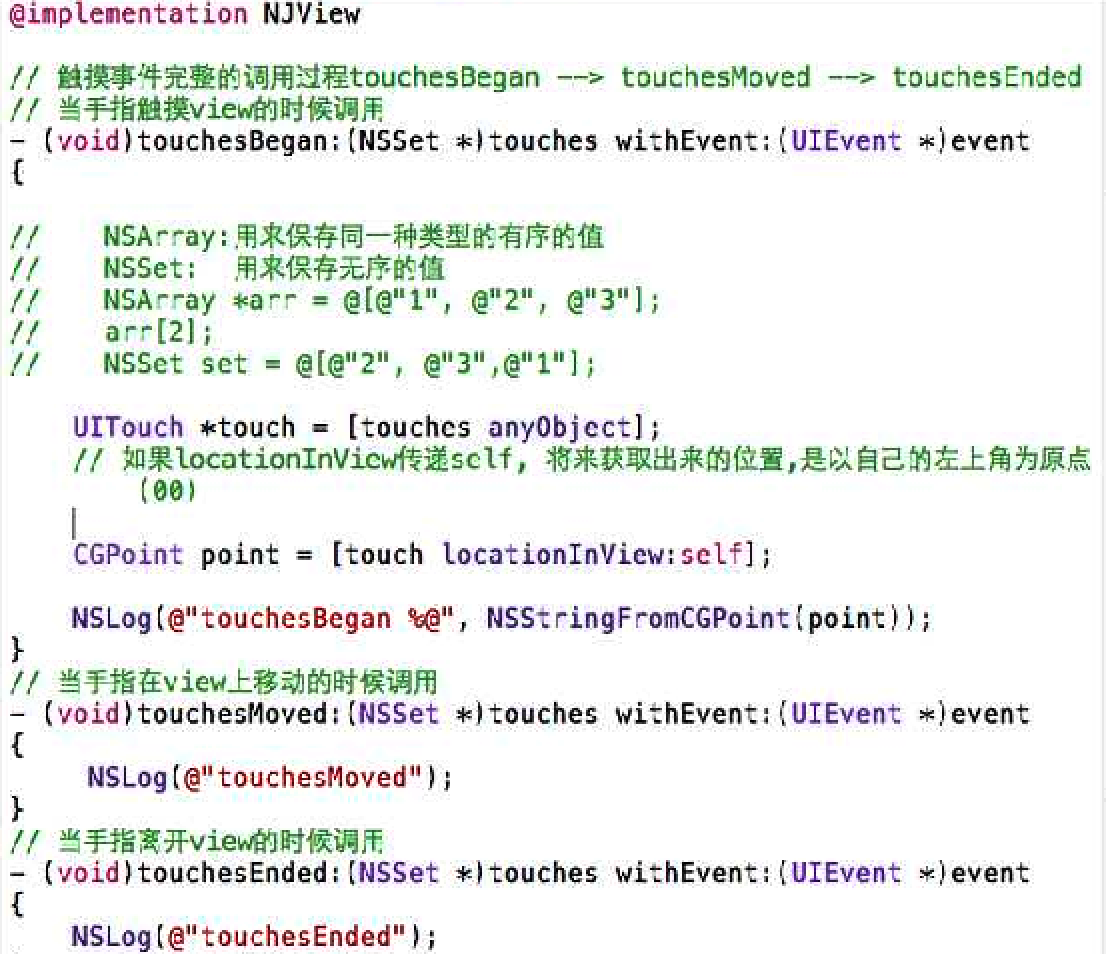 @implementation NJView
// 触摸事件完整的调用过程touchesBegan --> touchesMoved --> touchesEnded
// 当手指触摸view的时候调用
- (void)touchesBegan:(NSSet *)touches withEvent:(UIEvent *)event
{
//    NSArray:用来保存同一种类型的有序的值
//    NSSet:  用来保存无序的值
//    NSArray *arr = @[@"1", @"2", @"3"];
//    arr[2];
//    NSSet set = @[@"2", @"3",@"1"];
    UITouch *touch = [touches anyObject];
    // 如果locationInView传递self, 将来获取出来的位置,是以自己的左上角为原点
        (00)
    CGPoint point = [touch locationInView:self];
    NSLog(@"touchesBegan %@", NSStringFromCGPoint(point));
}
// 当手指在view上移动的时候调用
- (void)touchesMoved:(NSSet *)touches withEvent:(UIEvent *)event
{
     NSLog(@"touchesMoved");
}
// 当手指离开view的时候调用
- (void)touchesEnded:(NSSet *)touches withEvent:(UIEvent *)event
{
    NSLog(@"touchesEnded");